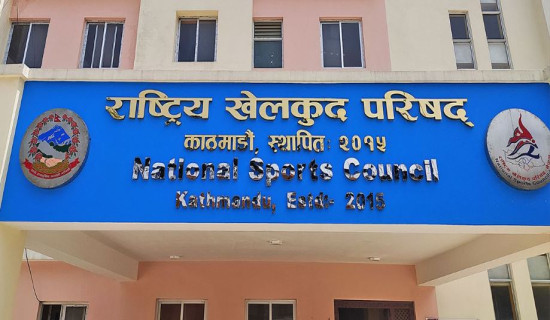 राष्ट्रिय खेलकुद परिषद्
काठमाडौं, स्थापित: २०१५
National Sports Council
Kathmandu, Estd:- 2015